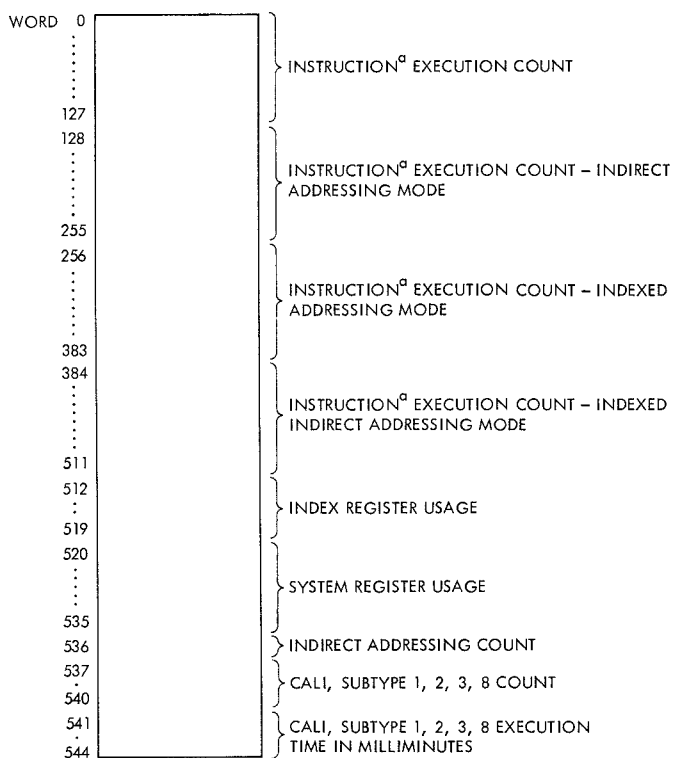 WORD 0
INSTRUCTIONᵃ EXECUTION COUNT
127
128
INSTRUCTIONᵃ EXECUTION COUNT – INDIRECT
ADDRESSING MODE
255
256
INSTRUCTIONᵃ EXECUTION COUNT – INDEXED
ADDRESSING MODE
383
384
INSTRUCTIONᵃ EXECUTION COUNT – INDEXED
INDIRECT ADDRESSING MODE
511
512
INDEX REGISTER USAGE
519
520
SYSTEM REGISTER USAGE
535
536 INDIRECT ADDRESSING COUNT
537
CALI, SUBTYPE 1, 2, 3, 8 COUNT
540
541 CALI, SUBTYPE 1, 2, 3, 8 EXECUTION
TIME IN MILLIMINUTES
544